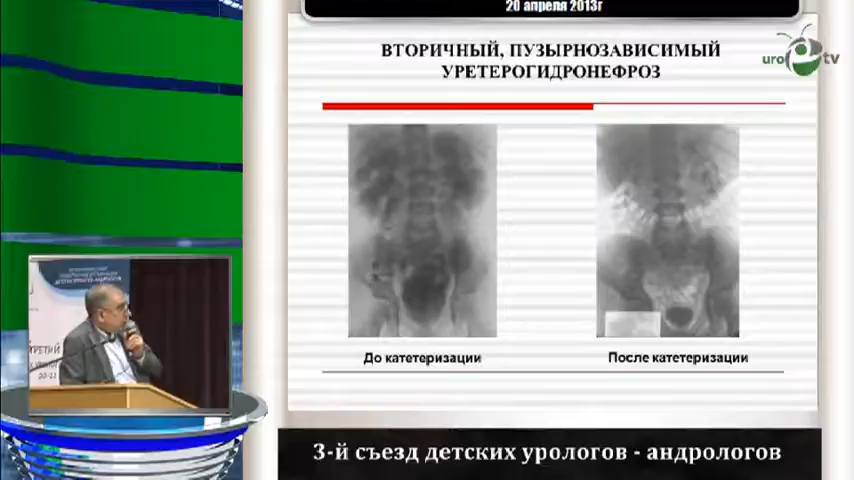 20 апреля 2013г
ВТОРИЧНЫЙ, ПУЗЫРНОЗАВИСИМЫЙ
УРЕТЕРОГИДРОНЕФРОЗ
uro tv
До катетеризации
После катетеризации
3-й съезд детских урологов - андрологов